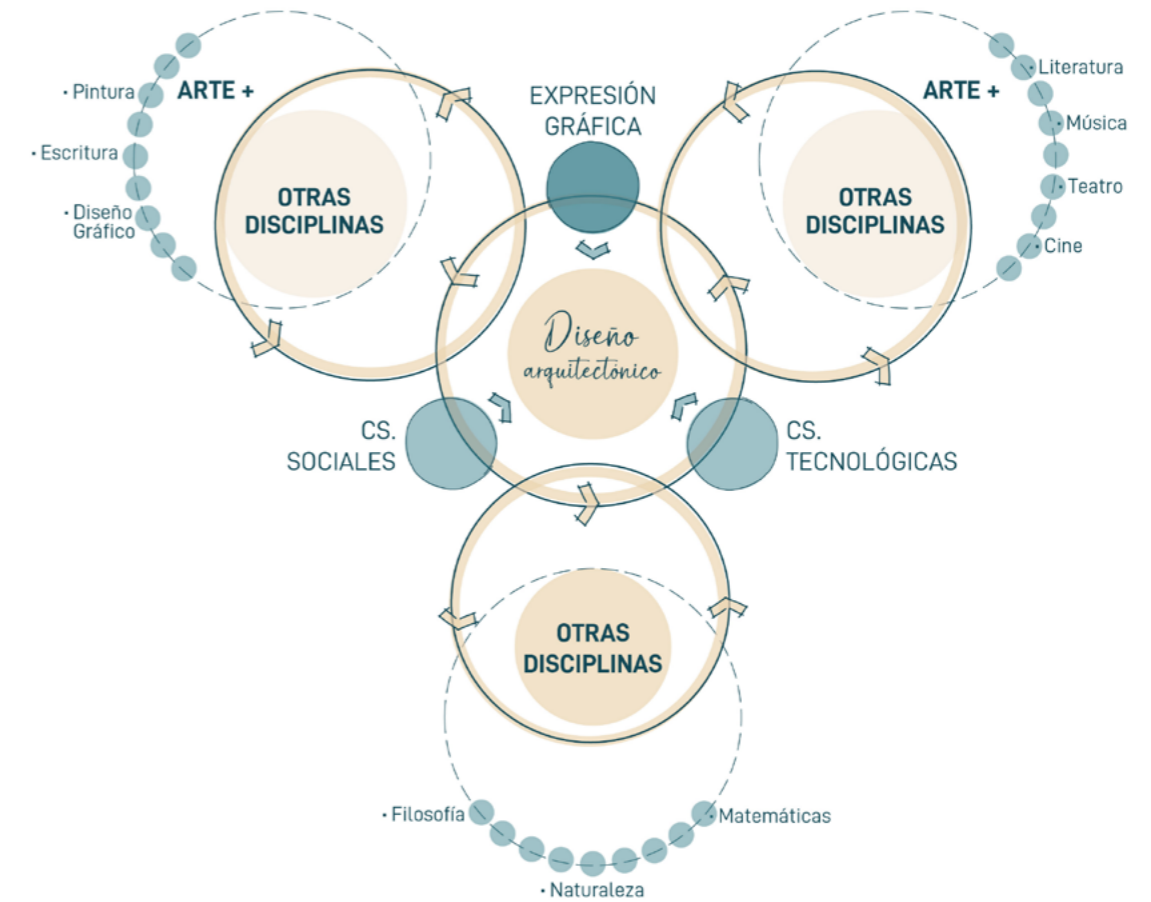 ARTE +
· Pintura
· Escritura
· Diseño
Gráfico
OTRAS
DISCIPLINAS
EXPRESIÓN
GRÁFICA
ARTE +
· Literatura
· Música
· Teatro
· Cine
OTRAS
DISCIPLINAS
Diseño
arquitectónico
CS.
SOCIALES
CS.
TECNOLÓGICAS
OTRAS
DISCIPLINAS
· Filosofía
· Matemáticas
· Naturaleza